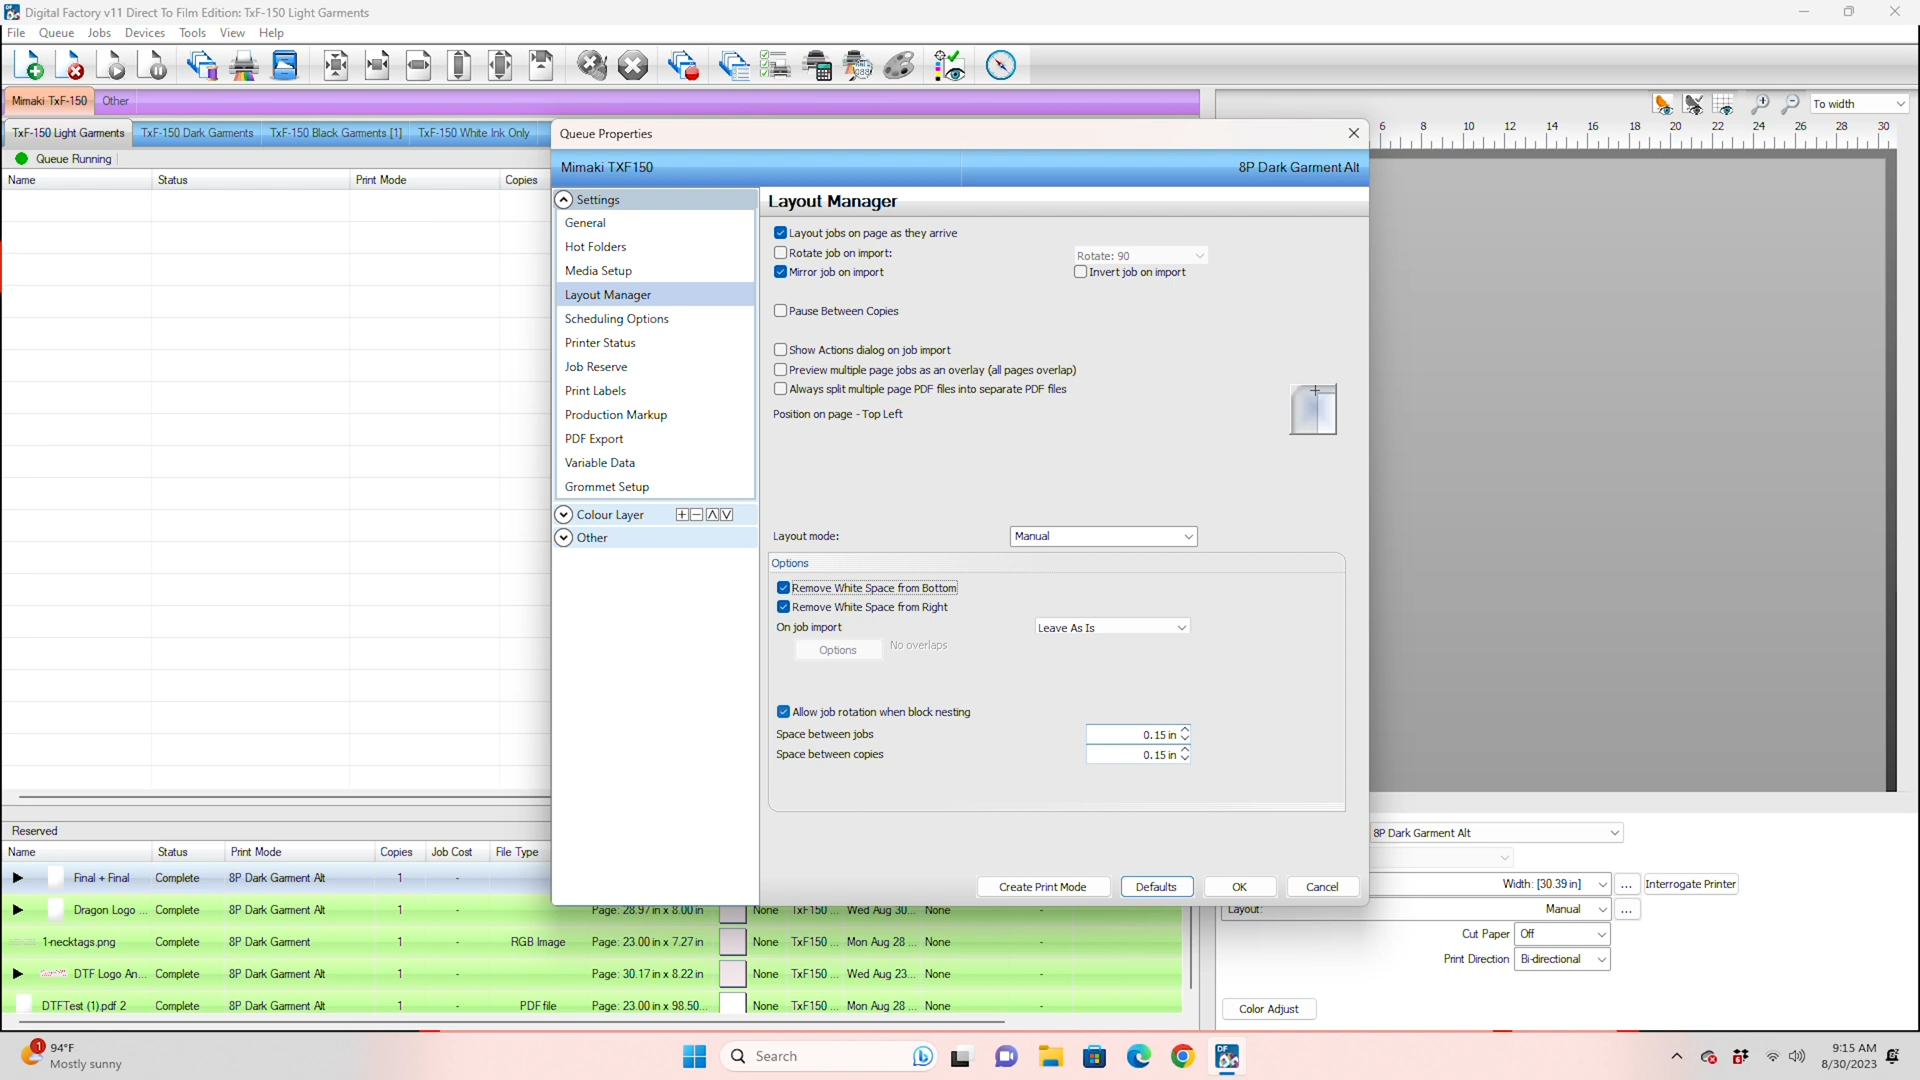 Digital Factory v11 Direct To Film Edition: TxF-150 Light Garments
File Queue Jobs Devices Tools View Help
Mimaki TxF-150 Other
To width
TxF-150 Light Garments TxF-150 Dark Garments TxF-150 Black Garments [1] TxF-150 White Ink Only
Queue Properties
6 8 10 12 14 16 18 20 22 24 26 28 30
Queue Running
Mimaki TXF150 8P Dark Garment Alt
Name Status Print Mode Copies
Settings
General
Hot Folders
Media Setup
Layout Manager
Scheduling Options
Printer Status
Job Reserve
Print Labels
Production Markup
PDF Export
Variable Data
Grommet Setup
Colour Layer
Other
Layout Manager
Layout jobs on page as they arrive
Rotate job on import: Rotate: 90
Mirror job on import Invert job on import
Pause Between Copies
Show Actions dialog on job import
Preview multiple page jobs as an overlay (all pages overlap)
Always split multiple page PDF files into separate PDF files
Position on page - Top Left
Layout mode: Manual
Options
Remove White Space from Bottom
Remove White Space from Right
On job import Leave As Is
Options No overlaps
Allow job rotation when block nesting
Space between jobs 0.15 in
Space between copies 0.15 in
Create Print Mode Defaults OK Cancel
Reserved
Name Status Print Mode Copies Job Cost File Type
Final + Final Complete 8P Dark Garment Alt 1 -
Dragon Logo ... Complete 8P Dark Garment Alt 1 - Page: 28.97 in x 8.00 in None TxF150 ... Wed Aug 30... None -
1-necktags.png Complete 8P Dark Garment 1 - RGB Image Page: 23.00 in x 7.27 in None TxF150 ... Mon Aug 28 ... None -
DTF Logo An... Complete 8P Dark Garment Alt 1 - Page: 30.17 in x 8.22 in None TxF150 ... Wed Aug 23... None -
DTFTest (1).pdf 2 Complete 8P Dark Garment Alt 1 - PDF file Page: 23.00 in x 98.50... None TxF150 ... Mon Aug 28 ... None -
8P Dark Garment Alt
Width: [30.39 in] ... Interrogate Printer
Layout: Manual ...
Cut Paper Off
Print Direction Bi-directional
Color Adjust
1
94°F
Mostly sunny
Search
DF
6
9:15 AM
8/30/2023